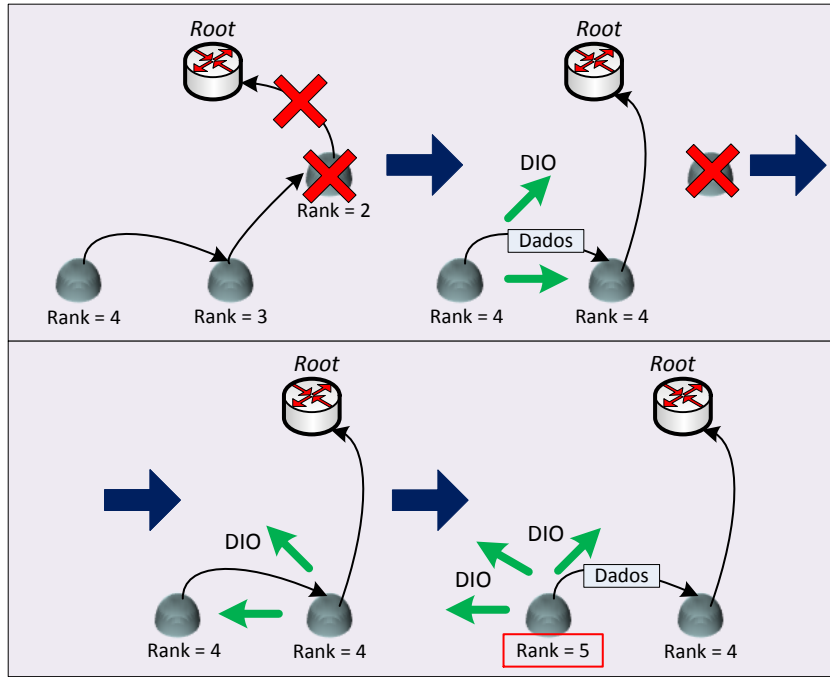 Root
Root
Rank = 2
DIO
Dados
Rank = 4
Rank = 3
Rank = 4
Rank = 4
Root
Root
DIO
DIO
DIO
Dados
Rank = 4
Rank = 4
Rank = 5
Rank = 4